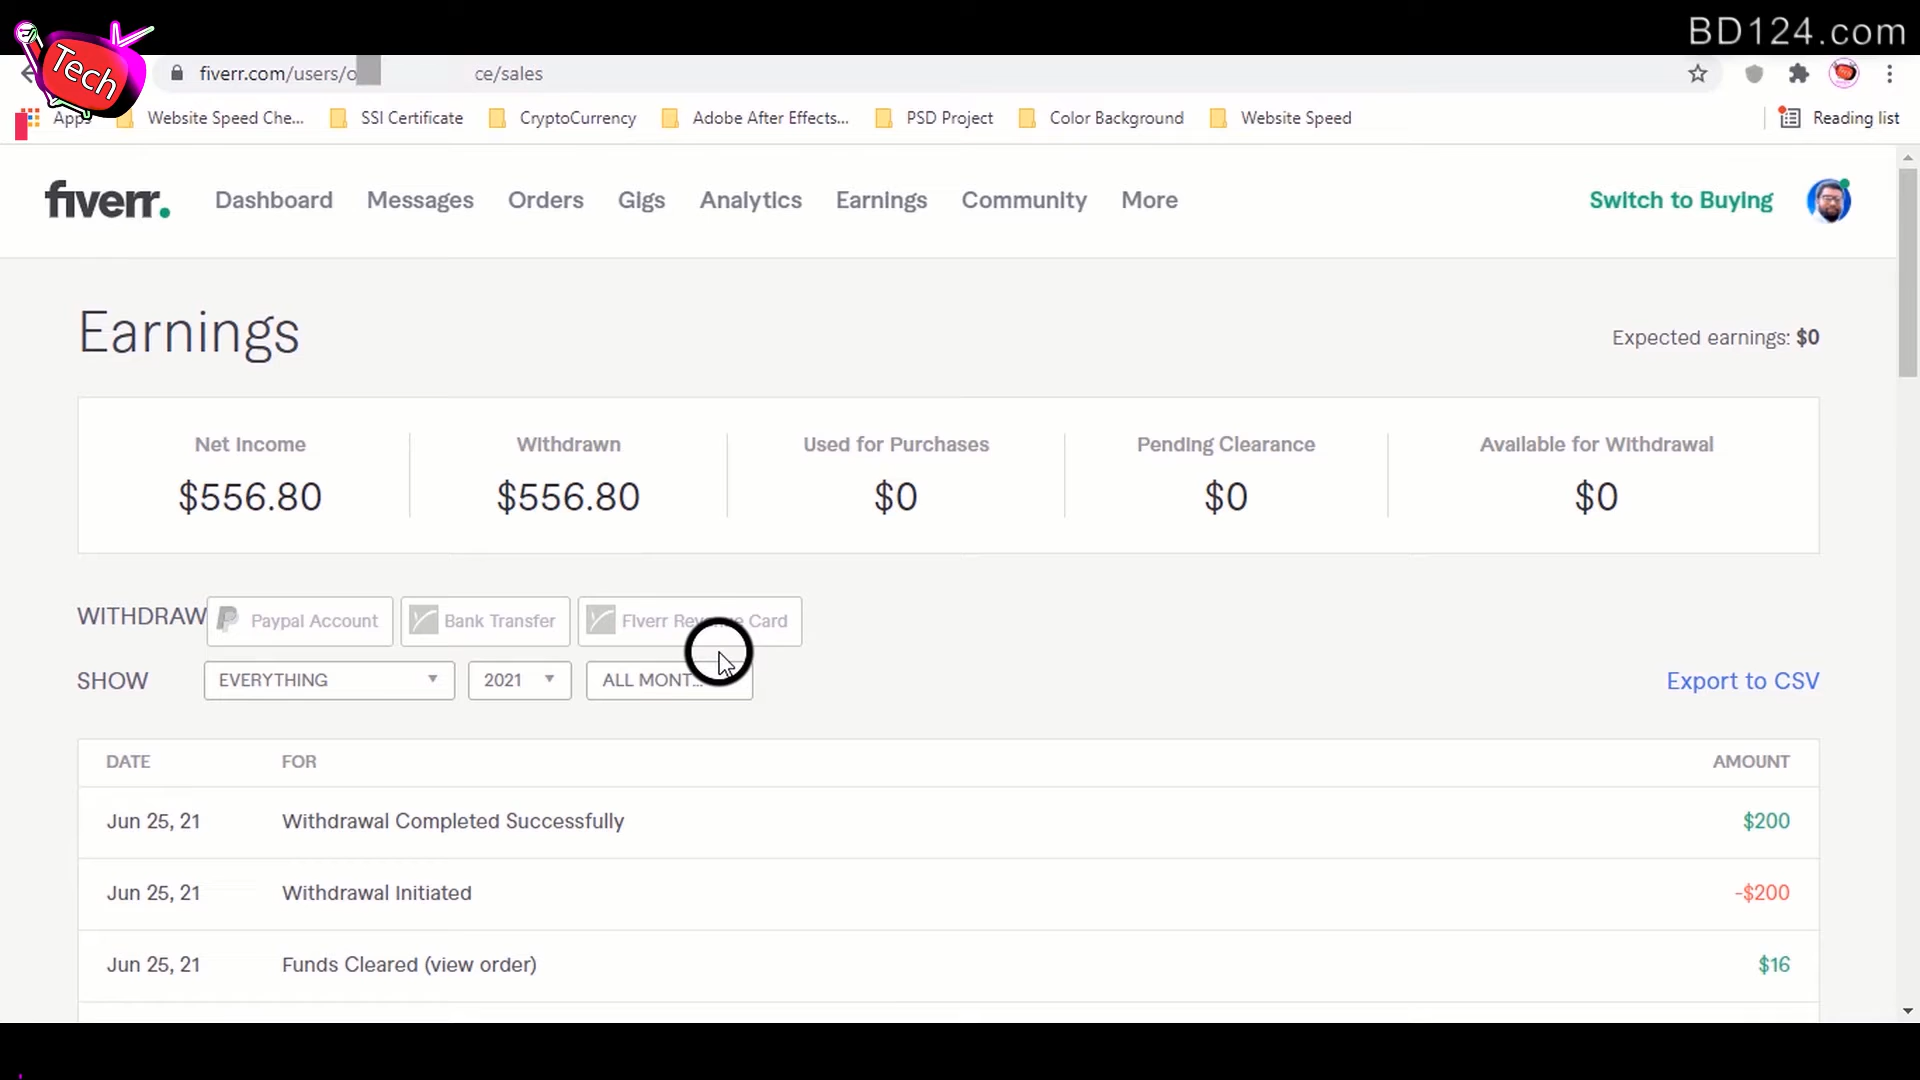 BD124.com
Tech
fiverr.com/users/o ce/sales
Apps Website Speed Che... SSI Certificate CryptoCurrency Adobe After Effects... PSD Project Color Background Website Speed Reading list
fiverr. Dashboard Messages Orders Gigs Analytics Earnings Community More Switch to Buying
Earnings
Expected earnings: $0
Net Income Withdrawn Used for Purchases Pending Clearance Available for Withdrawal
$556.80 $556.80 $0 $0 $0
WITHDRAW Paypal Account Bank Transfer Fiverr Card
SHOW EVERYTHING 2021 ALL MONT... Export to CSV
DATE FOR AMOUNT
Jun 25, 21 Withdrawal Completed Successfully $200
Jun 25, 21 Withdrawal Initiated -$200
Jun 25, 21 Funds Cleared (view order) $16